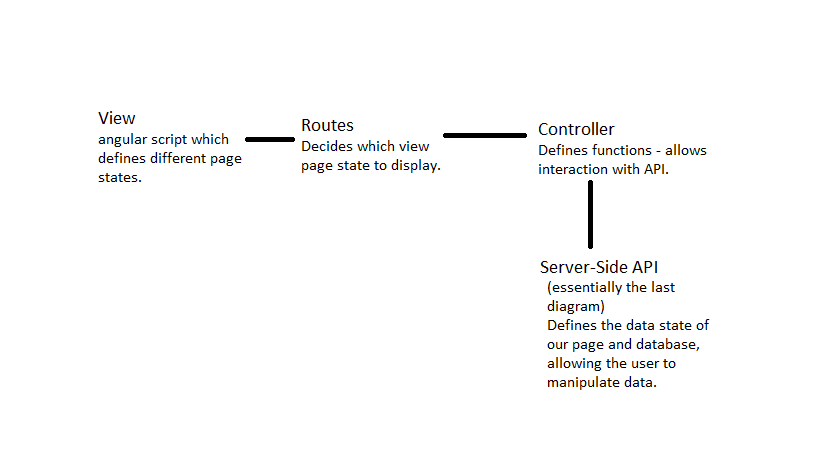 View
angular script which
defines different page
states.
Routes
Decides which view
page state to display.
Controller
Defines functions - allows
interaction with API.
Server-Side API
(essentially the last
diagram)
Defines the data state of
our page and database,
allowing the user to
manipulate data.